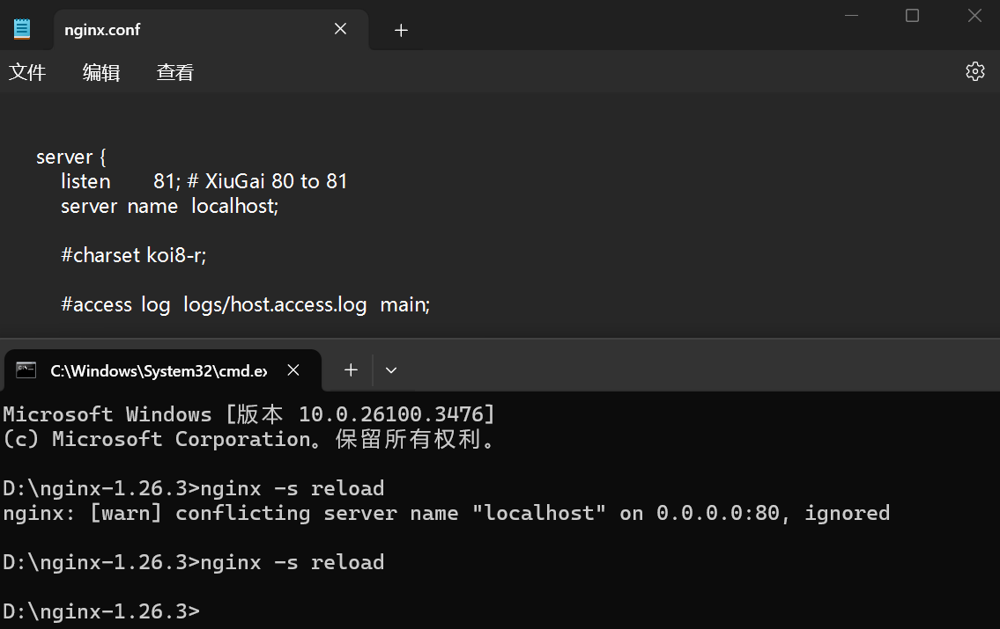 nginx.conf
文件 编辑 查看
server {
listen 81; # XiuGai 80 to 81
server name localhost;
#charset koi8-r;
#access log logs/host.access.log main;
C:\Windows\System32\cmd.ex
Microsoft Windows [版本 10.0.26100.3476]
(c) Microsoft Corporation。保留所有权利。
D:\nginx-1.26.3>nginx -s reload
nginx: [warn] conflicting server name "localhost" on 0.0.0.0:80, ignored
D:\nginx-1.26.3>nginx -s reload
D:\nginx-1.26.3>